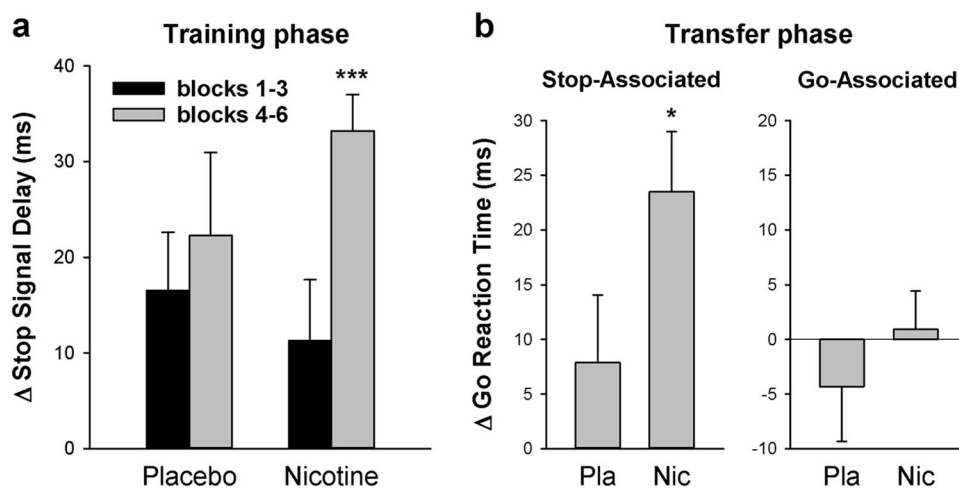 a
Training phase
Δ Stop Signal Delay (ms)
40
30
20
10
0
blocks 1-3
blocks 4-6
***
Placebo
Nicotine
b
Transfer phase
Stop-Associated
Δ Go Reaction Time (ms)
30
25
20
15
10
5
0
*
Pla
Nic
Go-Associated
20
15
10
5
0
-5
-10
Pla
Nic